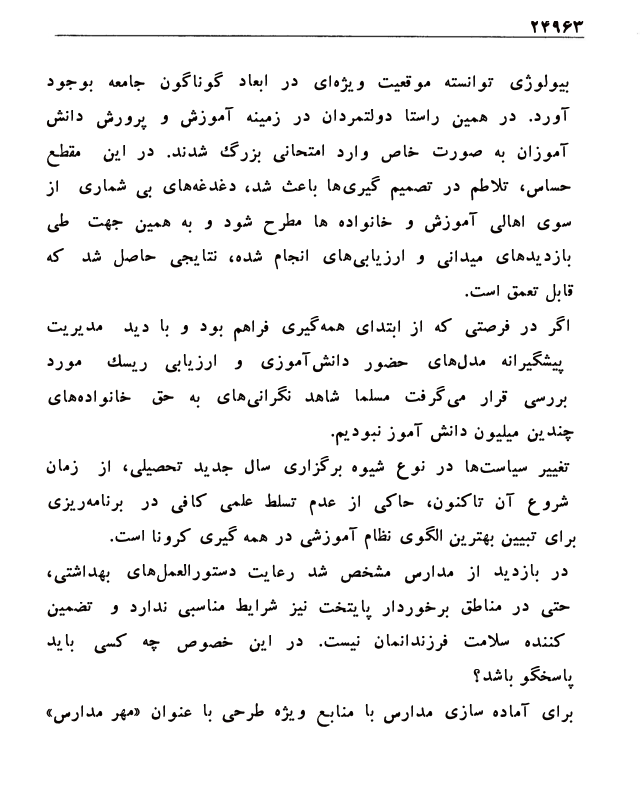 ۲۴۹۶۳
بیولوژی توانسته موقعیت ویژه‌ای در ابعاد گوناگون جامعه بوجود
آورد. در همین راستا دولتمردان در زمینه آموزش و پرورش دانش
آموزان به صورت خاص وارد امتحانی بزرگ شدند. در این مقطع
حساس، تلاطم در تصمیم گیری‌ها باعث شد، دغدغه‌های بی شماری از
سوی اهالی آموزش و خانواده ها مطرح شود و به همین جهت طی
بازدیدهای میدانی و ارزیابی‌های انجام شده، نتایجی حاصل شد که
قابل تعمق است.
اگر در فرصتی که از ابتدای همه‌گیری فراهم بود و با دید مدیریت
پیشگیرانه مدل‌های حضور دانش‌آموزی و ارزیابی ریسك مورد
بررسی قرار می‌گرفت مسلما شاهد نگرانی‌های به حق خانواده‌های
چندین میلیون دانش آموز نبودیم.
تغییر سیاست‌ها در نوع شیوه برگزاری سال جدید تحصیلی، از زمان
شروع آن تاکنون، حاکی از عدم تسلط علمی کافی در برنامه‌ریزی
برای تبیین بهترین الگوی نظام آموزشی در همه گیری کرونا است.
در بازدید از مدارس مشخص شد رعایت دستورالعمل‌های بهداشتی،
حتی در مناطق برخوردار پایتخت نیز شرایط مناسبی ندارد و تضمین
کننده سلامت فرزندانمان نیست. در این خصوص چه کسی باید
پاسخگو باشد؟
برای آماده سازی مدارس با منابع ویژه طرحی با عنوان «مهر مدارس»